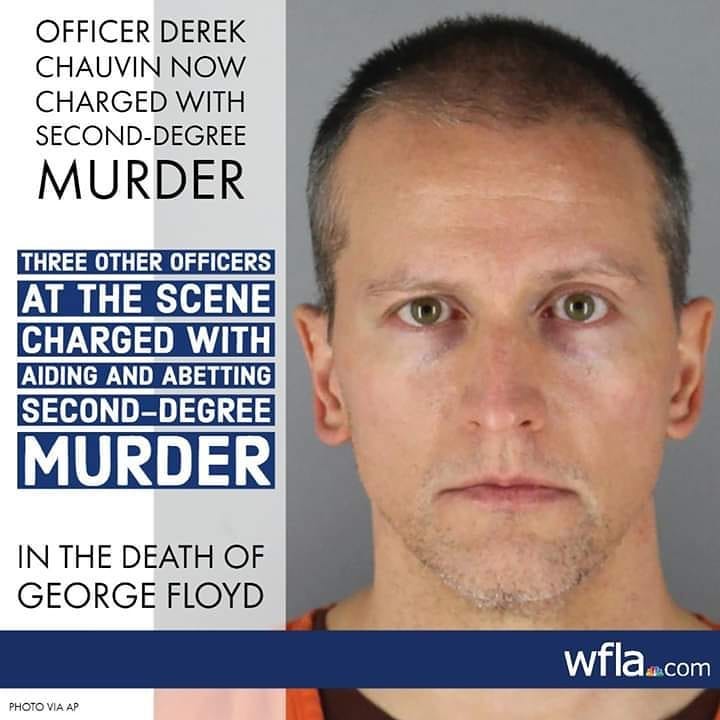 OFFICER DEREK
CHAUVIN NOW
CHARGED WITH
SECOND-DEGREE
MURDER
THREE OTHER OFFICERS
AT THE SCENE
CHARGED WITH
AIDING AND ABETTING
SECOND-DEGREE
MURDER
IN THE DEATH OF
GEORGE FLOYD
wfla.com
PHOTO VIA AP